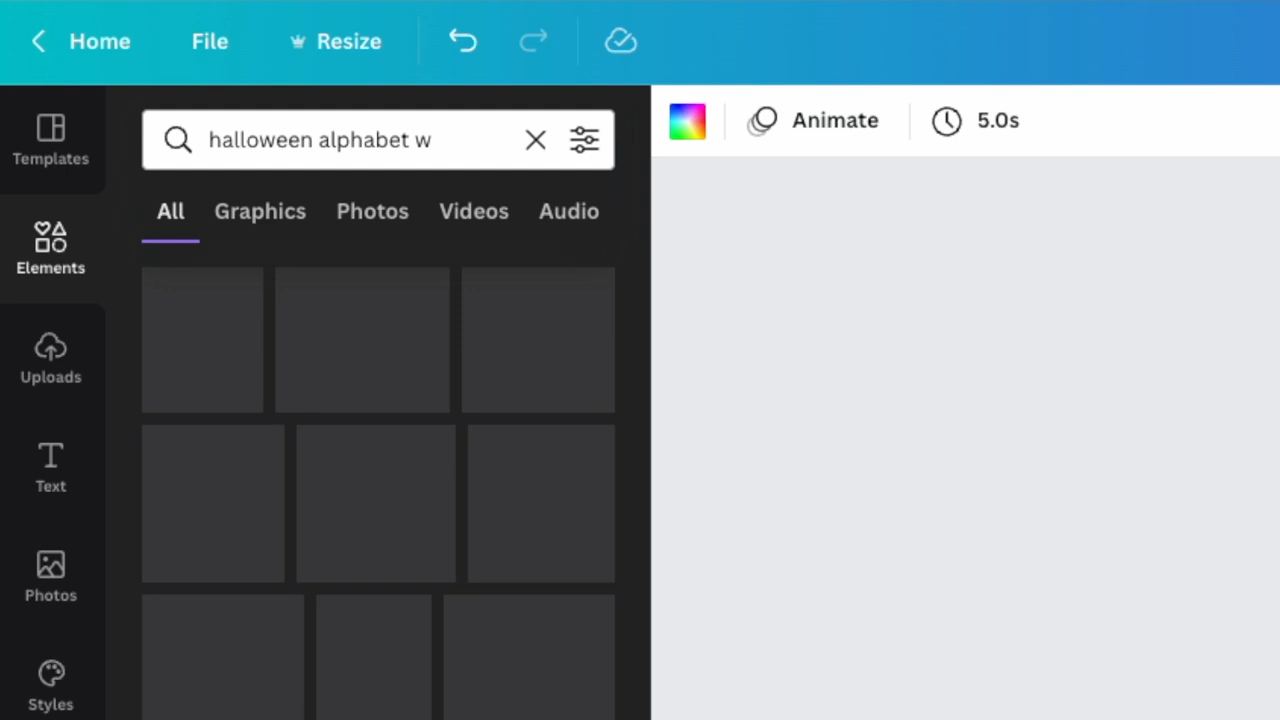 Home File Resize
Templates
Elements
Uploads
Text
Photos
Styles
halloween alphabet w
All Graphics Photos Videos Audio
Animate 5.0s